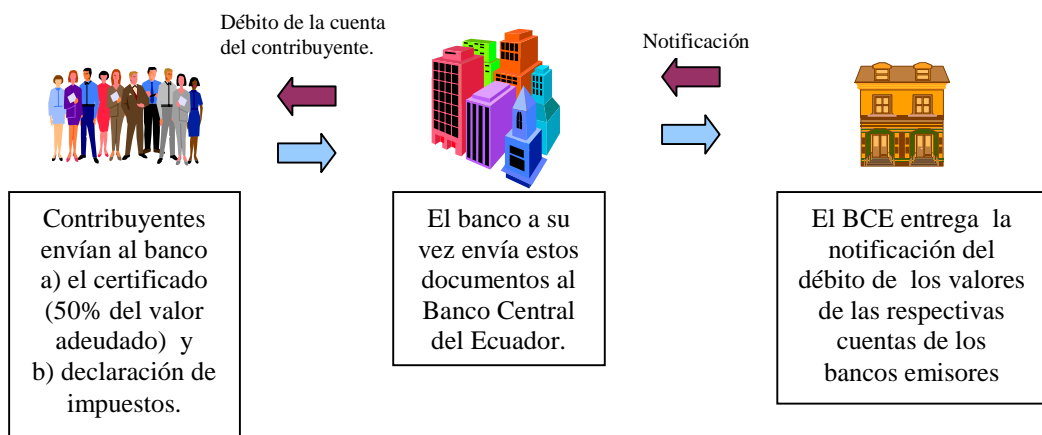 Débito de la cuenta
del contribuyente.
Notificación
Contribuyentes
envían al banco
a) el certificado
(50% del valor
adeudado) y
b) declaración de
impuestos.
El banco a su
vez envía estos
documentos al
Banco Central
del Ecuador.
El BCE entrega la
notificación del
débito de los valores
de las respectivas
cuentas de los
bancos emisores